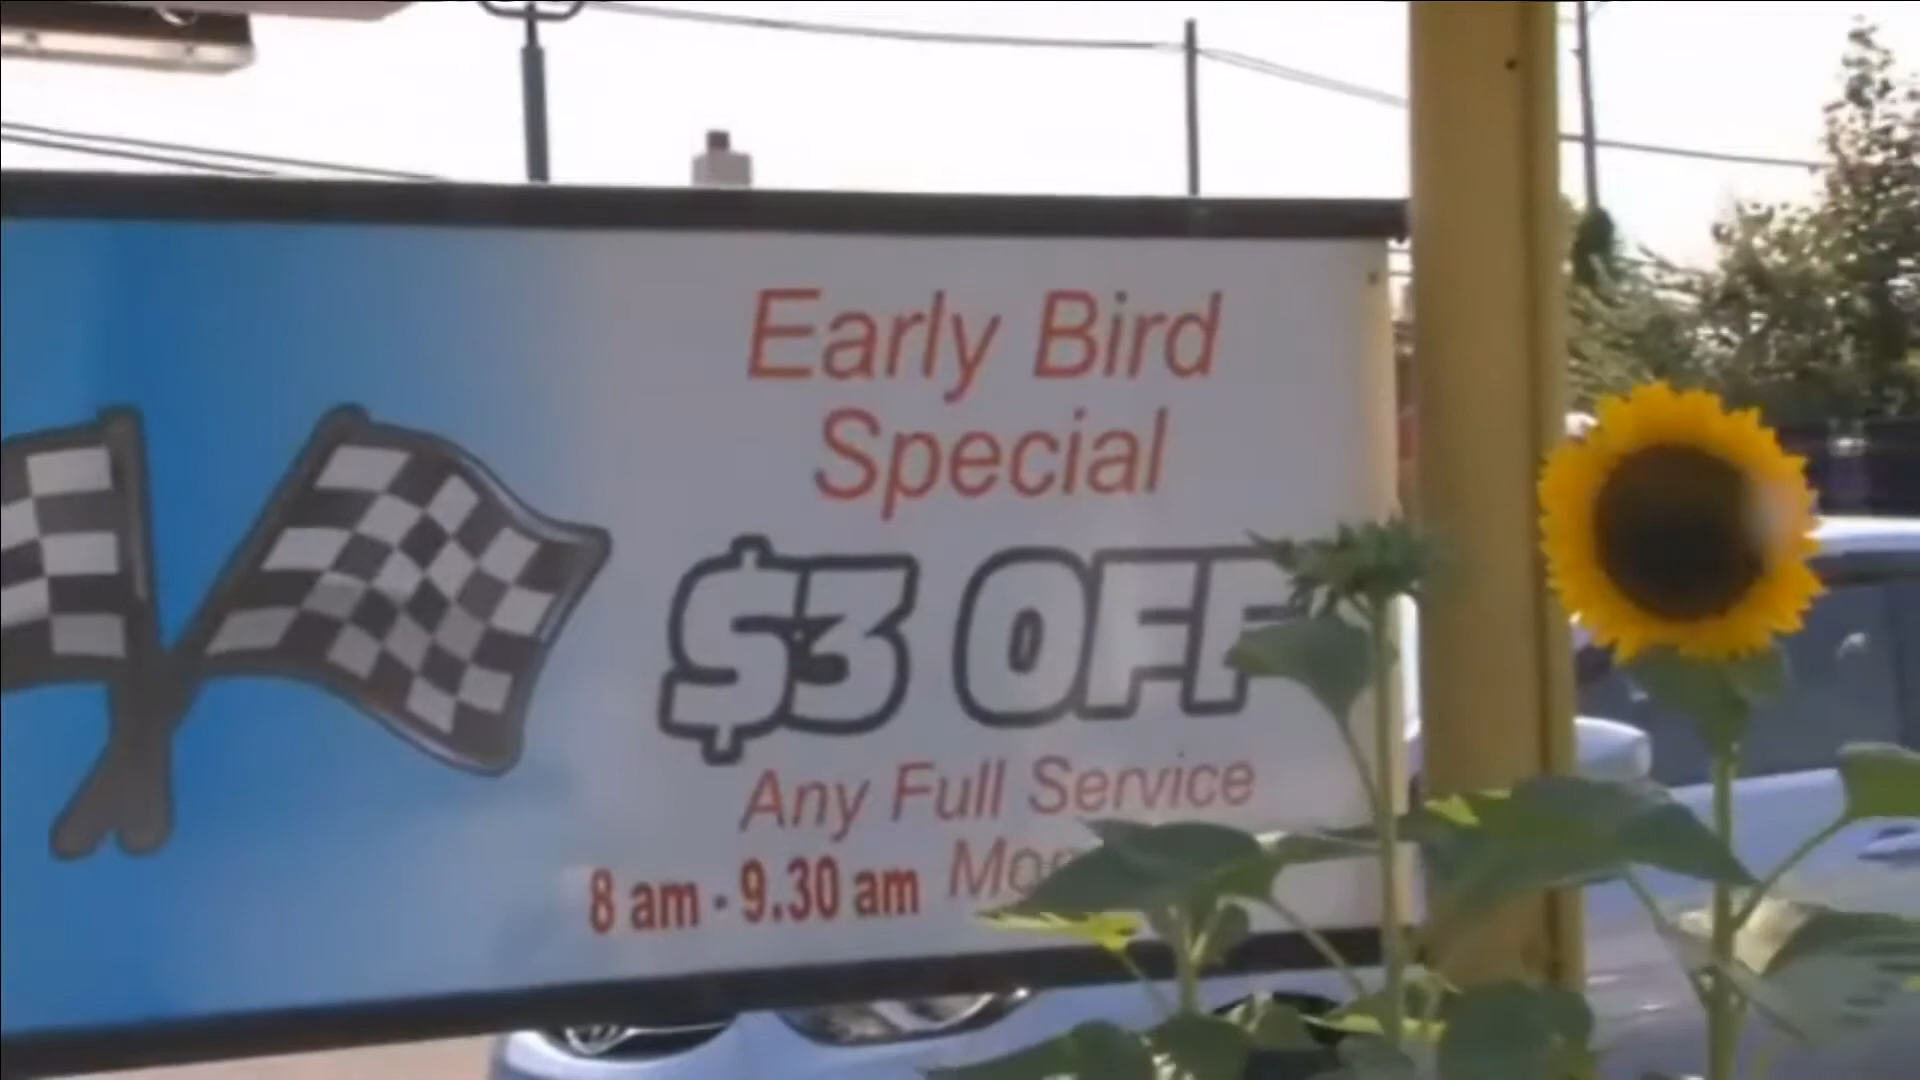 Early Bird
Special
$3 OFF
Any Full Service
8 am - 9.30 am